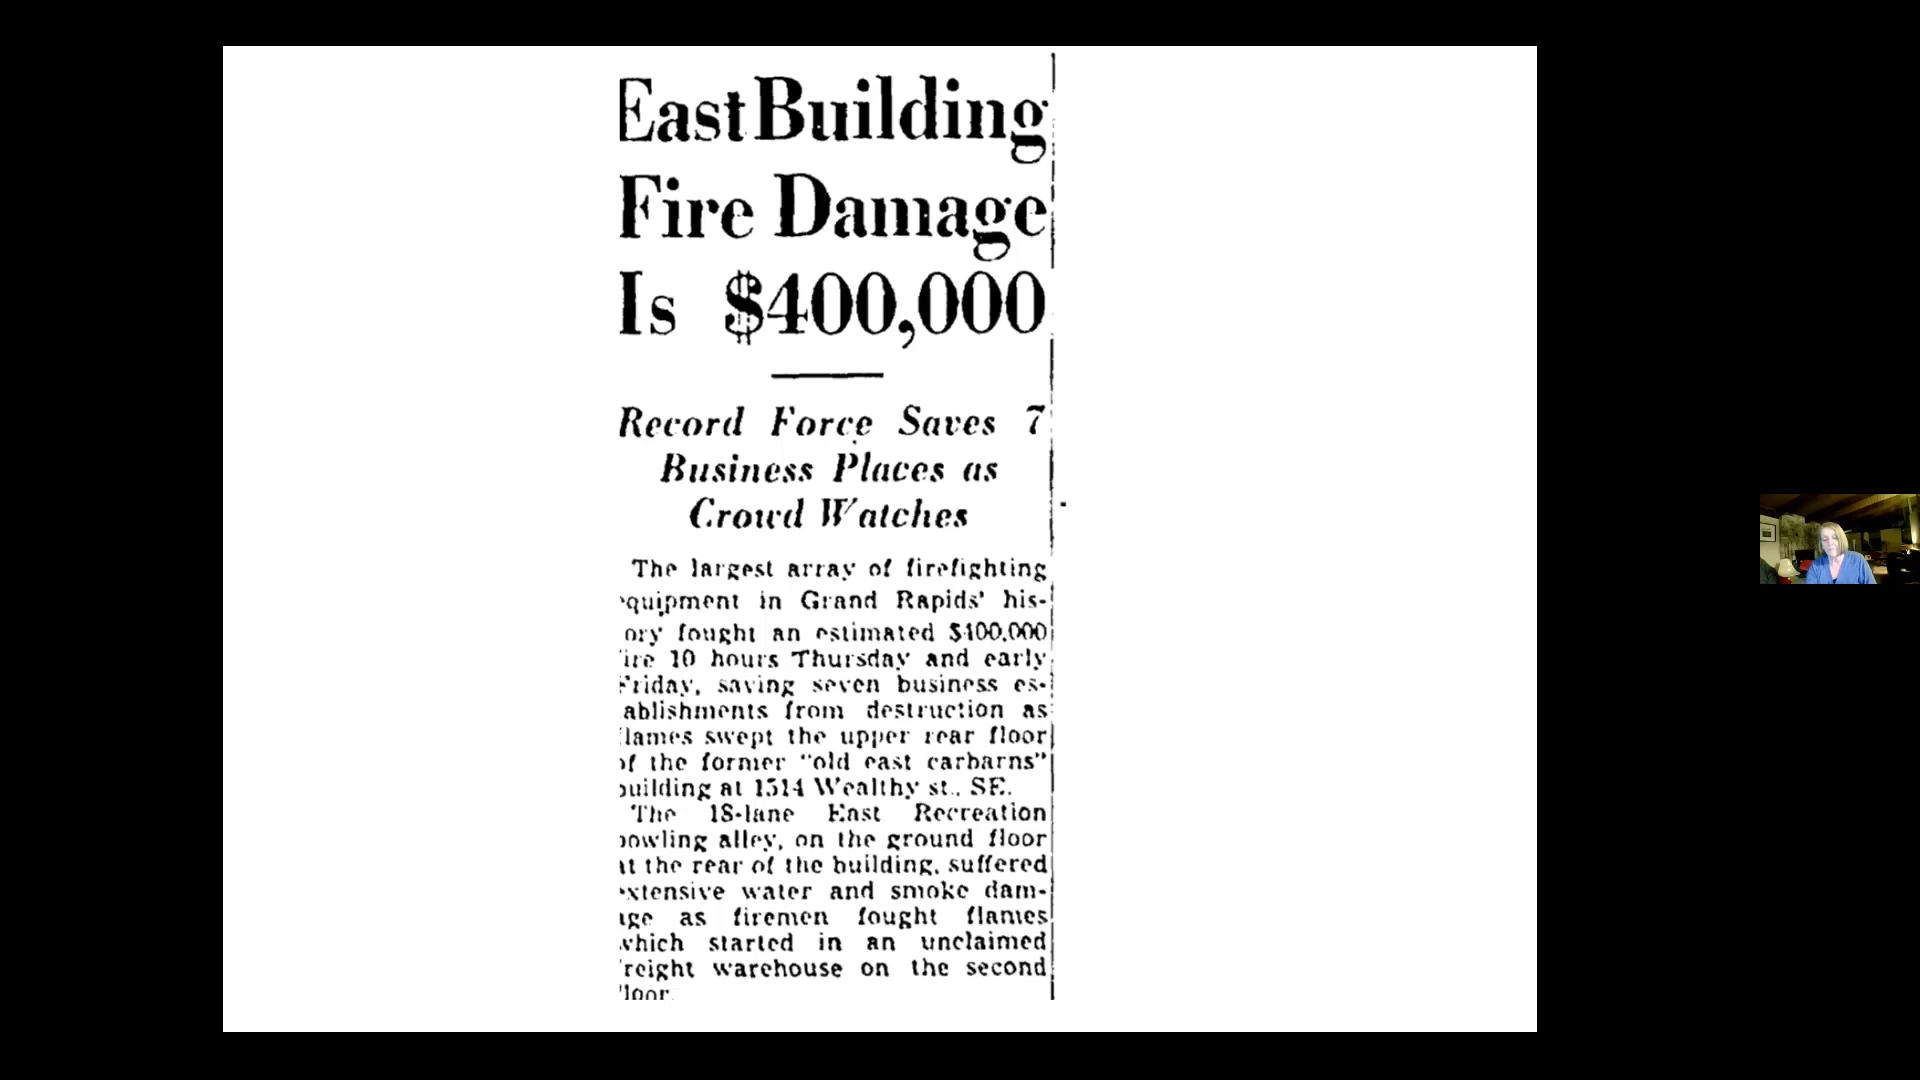 East Building
Fire Damage
Is $400,000
Record Force Saves 7
Business Places as
Crowd Watches
The largest array of firefighting
equipment in Grand Rapids' his-
ory fought an estimated $400,000
ire 10 hours Thursday and early
Friday, saving seven business es-
ablishments from destruction as
lames swept the upper rear floor
of the former "old east carbarns"
building at 1514 Wealthy st., SE.
The 18-lane East Recreation
bowling alley, on the ground floor
at the rear of the building, suffered
extensive water and smoke dam-
age as firemen fought flames
which started in an unclaimed
freight warehouse on the second
floor.